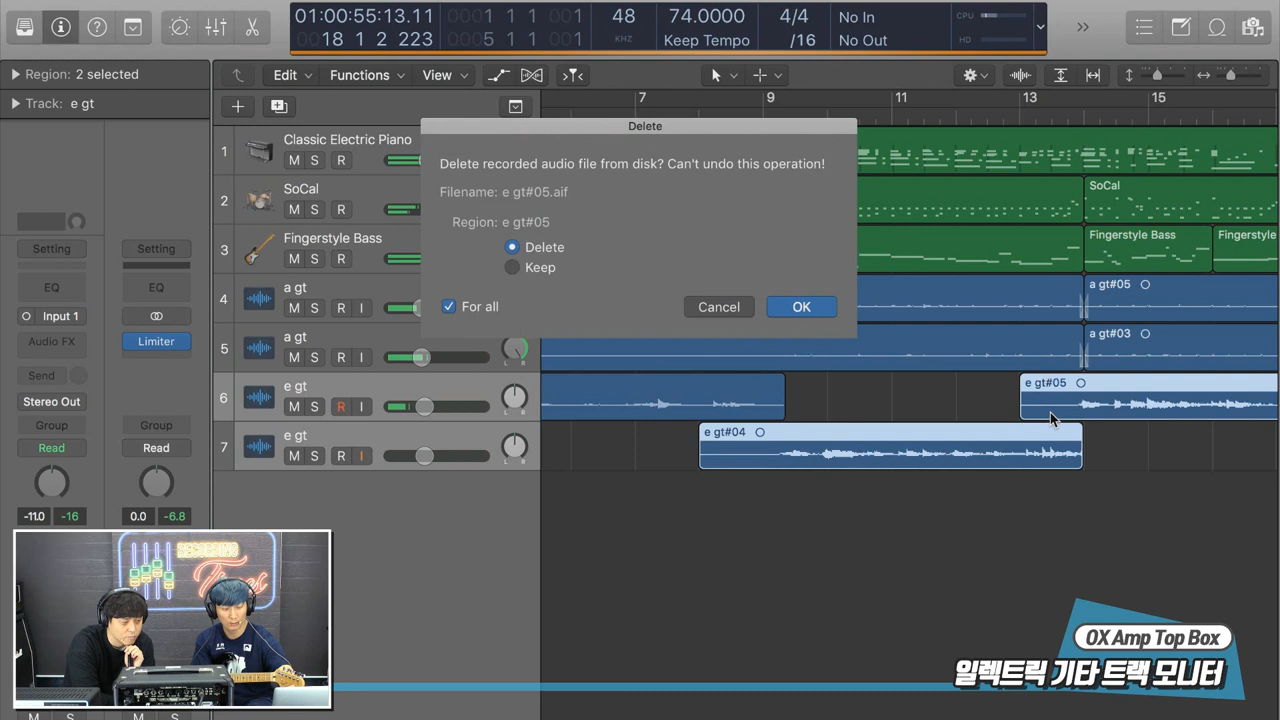 01:00:55:13.11
18 1 2 223
0005 1 1 001
0001 1 1 001
48
KHZ
74.0000
Keep Tempo
4/4
/16
No In
No Out
CPU
HD
Region: 2 selected
Edit
Functions
View
Track: e gt
7
9
11
13
15
Delete
1
Classic Electric Piano
M S R
Delete recorded audio file from disk? Can't undo this operation!
2
SoCal
M S R
Filename: e gt#05.aif
SoCal
Region: e gt#05
3
Fingerstyle Bass
M S R
Fingerstyle Bass
Fingerstyle
Setting
Setting
Delete
Keep
EQ
EQ
4
a gt
M S R I
For all
Cancel
OK
a gt#05
Input 1
Audio FX
Limiter
5
a gt
M S R I
L R
a gt#03
Send
6
e gt
M S R I
L R
e gt#05
Stereo Out
Group
Group
7
e gt
M S R I
L R
e gt#04
Read
Read
-11.0
-16
0.0
-6.8
RECORDING
Times
OX Amp Top Box
일렉트릭 기타 트랙 모니터
M S
M S